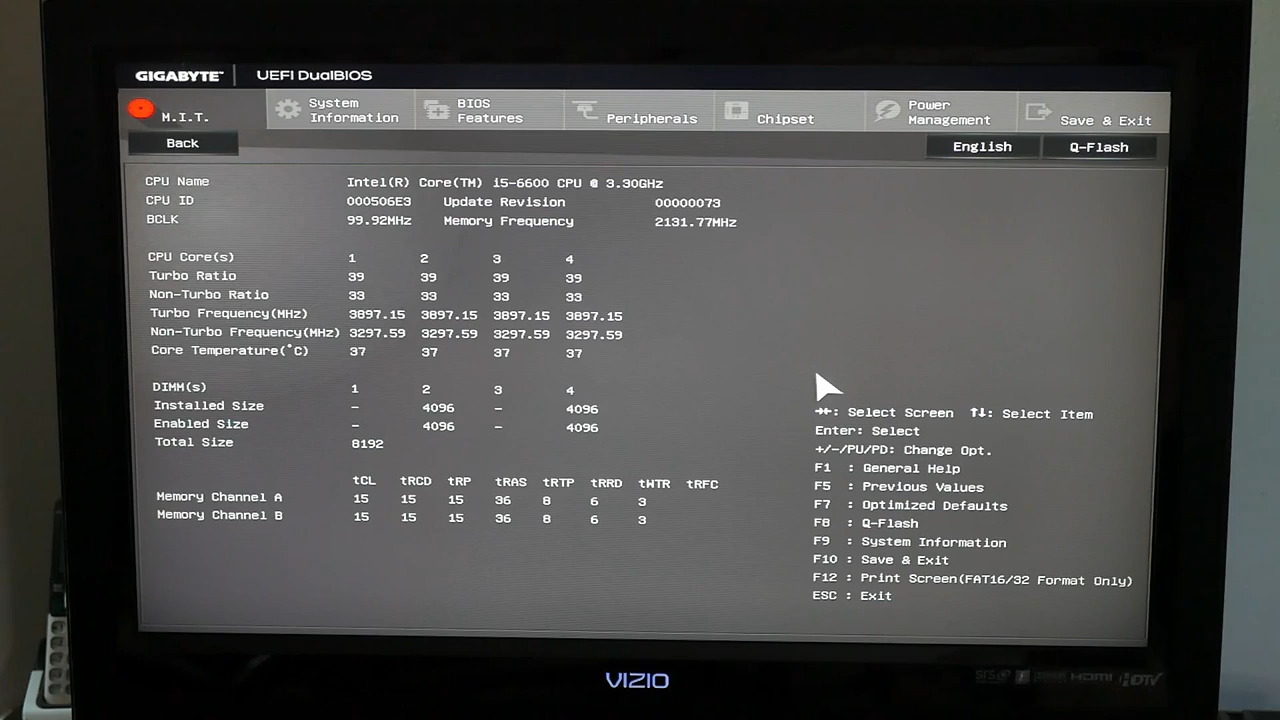 GIGABYTE™ UEFI DualBIOS
M.I.T. System Information BIOS Features Peripherals Chipset Power Management Save & Exit
Back English Q-Flash
CPU Name Intel(R) Core(TM) i5-6600 CPU @ 3.30GHz
CPU ID 000506E3 Update Revision 00000073
BCLK 99.92MHz Memory Frequency 2131.77MHz
CPU Core(s) 1 2 3 4
Turbo Ratio 39 39 39 39
Non-Turbo Ratio 33 33 33 33
Turbo Frequency(MHz) 3897.15 3897.15 3897.15 3897.15
Non-Turbo Frequency(MHz) 3297.59 3297.59 3297.59 3297.59
Core Temperature(°C) 37 37 37 37
DIMM(s) 1 2 3 4
Installed Size - 4096 - 4096
Enabled Size - 4096 - 4096
Total Size 8192
tCL tRCD tRP tRAS tRTP tRRD tWTR tRFC
Memory Channel A 15 15 15 36 8 6 3
Memory Channel B 15 15 15 36 8 6 3
→←: Select Screen ↑↓: Select Item
Enter: Select
+/-/PU/PD: Change Opt.
F1 : General Help
F5 : Previous Values
F7 : Optimized Defaults
F8 : Q-Flash
F9 : System Information
F10 : Save & Exit
F12 : Print Screen(FAT16/32 Format Only)
ESC : Exit
VIZIO
HDMI HDTV